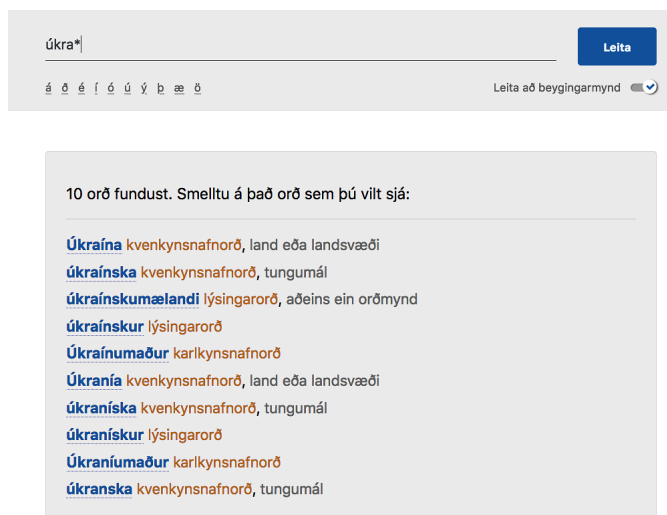 úkra*
Leita
á ð é í ó ú ý þ æ ö
Leita að beygingarmynd
10 orð fundust. Smelltu á það orð sem þú vilt sjá:
Úkraína kvenkynsnafnorð, land eða landsvæði
úkraínska kvenkynsnafnorð, tungumál
úkraínskumælandi lýsingarorð, aðeins ein orðmynd
úkraínskur lýsingarorð
Úkraínumaður karlkynsnafnorð
Úkranía kvenkynsnafnorð, land eða landsvæði
úkraníska kvenkynsnafnorð, tungumál
úkranískur lýsingarorð
Úkraníumaður karlkynsnafnorð
úkranska kvenkynsnafnorð, tungumál